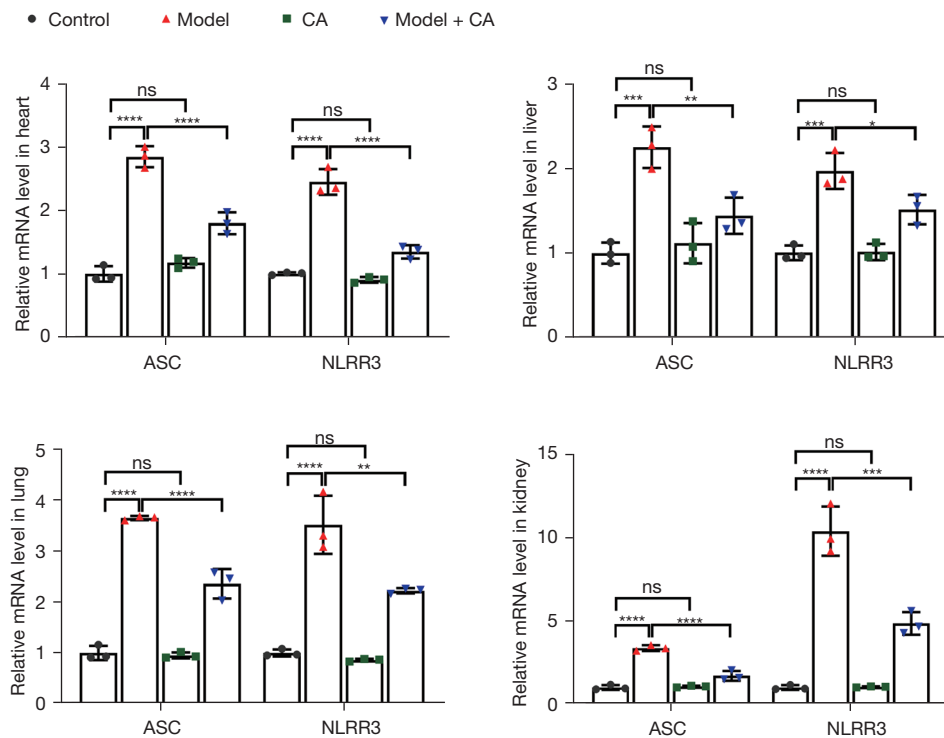 Control Model CA Model + CA
Relative mRNA level in heart
4
3
2
1
0
ns
**** ****
ns
**** ****
ASC NLRR3
Relative mRNA level in liver
3
2
1
0
ns
*** **
ns
*** *
ASC NLRR3
Relative mRNA level in lung
5
4
3
2
1
0
ns
**** ****
ns
**** **
ASC NLRR3
Relative mRNA level in kidney
15
10
5
0
ns
**** ****
ns
**** ***
ASC NLRR3